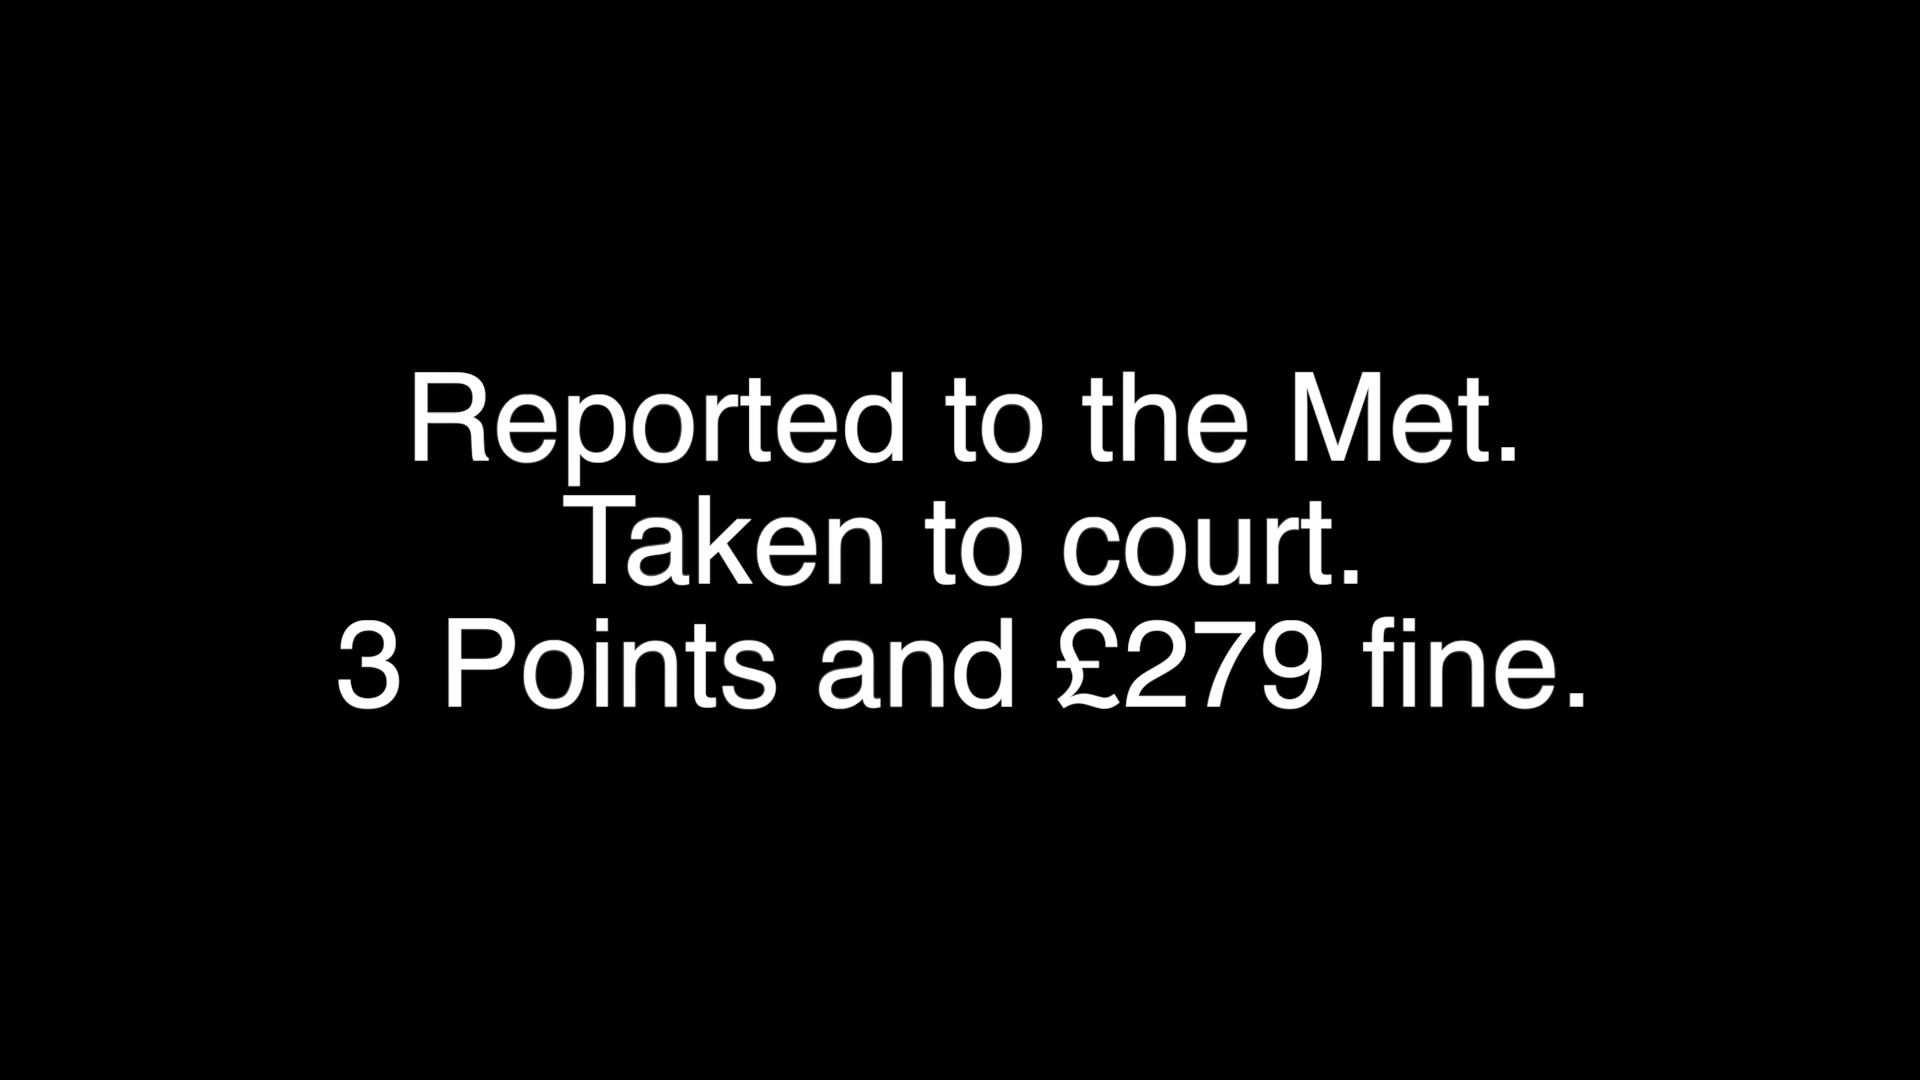 Reported to the Met.
Taken to court.
3 Points and £279 fine.